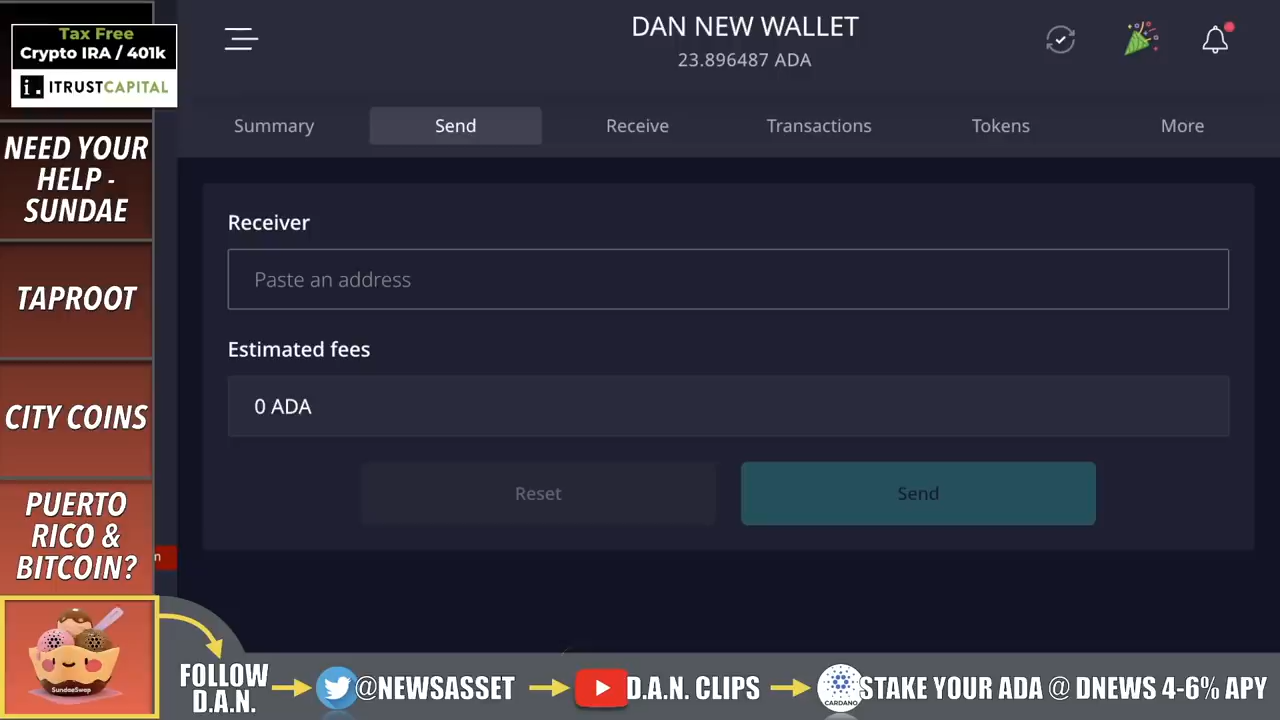 Tax Free
Crypto IRA / 401k
i. ITRUSTCAPITAL
NEED YOUR
HELP -
SUNDAE
TAPROOT
CITY COINS
PUERTO
RICO &
BITCOIN?
SundaeSwap
DAN NEW WALLET
23.896487 ADA
Summary
Send
Receive
Transactions
Tokens
More
Receiver
Paste an address
Estimated fees
0 ADA
Reset
Send
n
FOLLOW
D.A.N.
@NEWSASSET
D.A.N. CLIPS
CARDANO
STAKE YOUR ADA @ DNEWS 4-6% APY